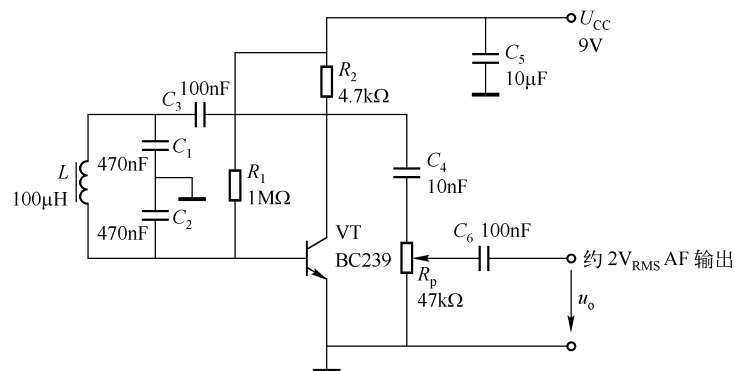 U_CC
9V
C_5
10μF
R_2
4.7kΩ
C_3
100nF
470nF
C_1
L
100μH
470nF
C_2
R_1
1MΩ
C_4
10nF
VT
BC239
R_p
47kΩ
C_6 100nF
约 2V_RMS AF 输出
u_o